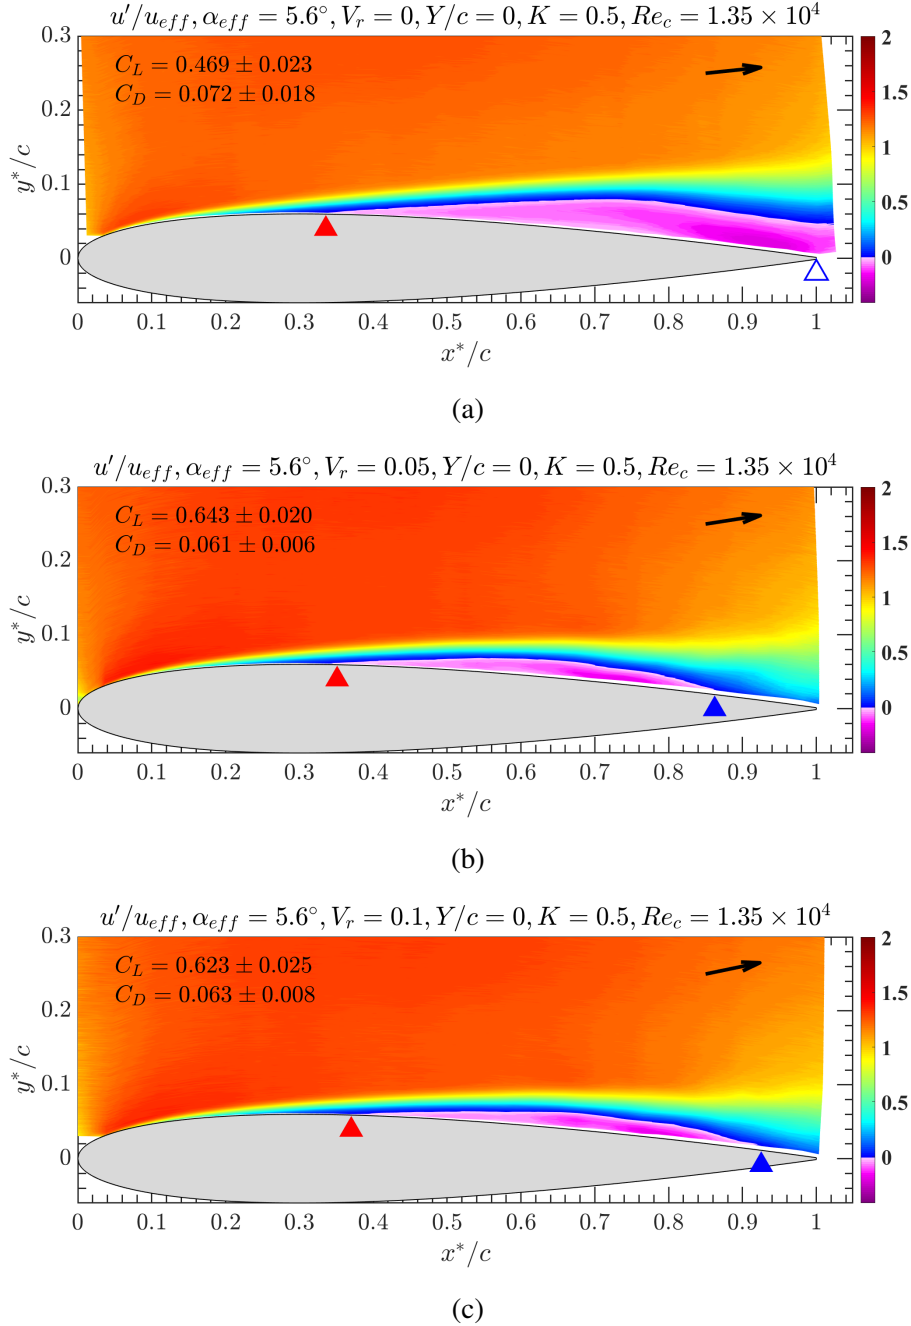 u′/u_eff, α_eff = 5.6°, V_r = 0, Y/c = 0, K = 0.5, Re_c = 1.35 × 10^4
C_L = 0.469 ± 0.023
C_D = 0.072 ± 0.018
y*/c
0.3
0.2
0.1
0
0 0.1 0.2 0.3 0.4 0.5 0.6 0.7 0.8 0.9 1
x*/c
2
1.5
1
0.5
0
(a)
u′/u_eff, α_eff = 5.6°, V_r = 0.05, Y/c = 0, K = 0.5, Re_c = 1.35 × 10^4
C_L = 0.643 ± 0.020
C_D = 0.061 ± 0.006
y*/c
0.3
0.2
0.1
0
0 0.1 0.2 0.3 0.4 0.5 0.6 0.7 0.8 0.9 1
x*/c
2
1.5
1
0.5
0
(b)
u′/u_eff, α_eff = 5.6°, V_r = 0.1, Y/c = 0, K = 0.5, Re_c = 1.35 × 10^4
C_L = 0.623 ± 0.025
C_D = 0.063 ± 0.008
y*/c
0.3
0.2
0.1
0
0 0.1 0.2 0.3 0.4 0.5 0.6 0.7 0.8 0.9 1
x*/c
2
1.5
1
0.5
0
(c)